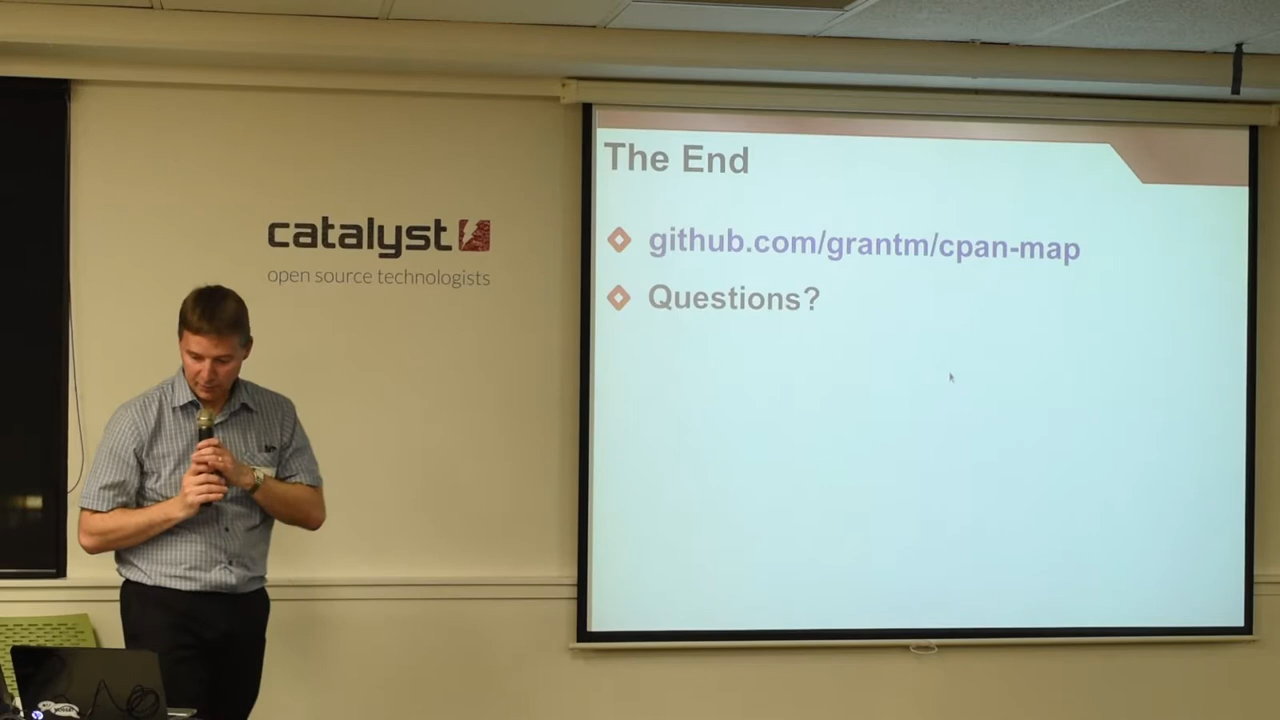 catalyst
open source technologists
The End
github.com/grantm/cpan-map
Questions?